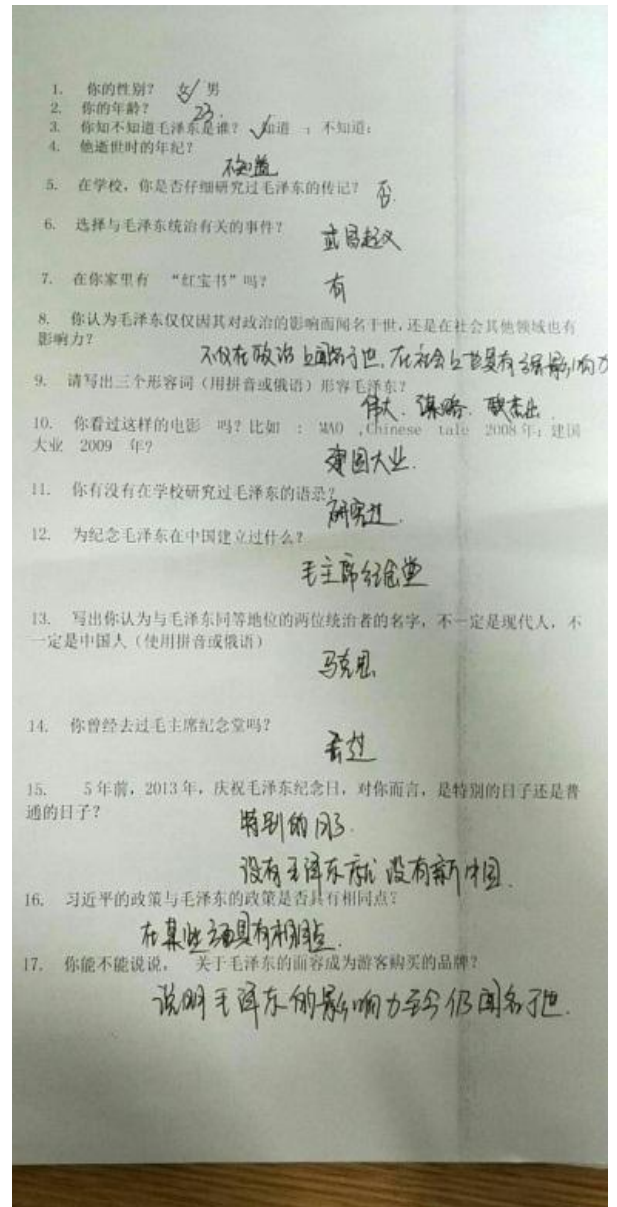 1. 你的性别? 女/ 男
2. 你的年龄? 23.
3. 你知不知道毛泽东是谁? ✓知道 ; 不知道:
4. 他逝世时的年纪?
不知道
5. 在学校，你是否仔细研究过毛泽东的传记? 否.
6. 选择与毛泽东统治有关的事件?
武昌起义
7. 在你家里有 “红宝书”吗? 有
8. 你认为毛泽东仅仅因其对政治的影响而闻名于世，还是在社会其他领域也有
影响力?
不仅在政治上闻名于世，在社会上也具有影响力
9. 请写出三个形容词（用拼音或俄语）形容毛泽东?
伟大、谋略、杰出
10. 你看过这样的电影 吗? 比如 : MAO ,Chinese tale 2008年; 建国
大业 2009 年?
建国大业.
11. 你有没有在学校研究过毛泽东的语录?
研究过.
12. 为纪念毛泽东在中国建立过什么?
毛主席纪念堂
13. 写出你认为与毛泽东同等地位的两位统治者的名字，不一定是现代人，不
一定是中国人（使用拼音或俄语）
马克思
14. 你曾经去过毛主席纪念堂吗?
去过
15. 5年前，2013年，庆祝毛泽东纪念日，对你而言，是特别的日子还是普
通的日子?
特别的日子.
没有毛泽东就没有新中国.
16. 习近平的政策与毛泽东的政策是否具有相同点?
在某些方面具有相同点.
17. 你能不能说说， 关于毛泽东的面容成为游客购买的品牌?
说明毛泽东的影响力至今仍闻名于世.